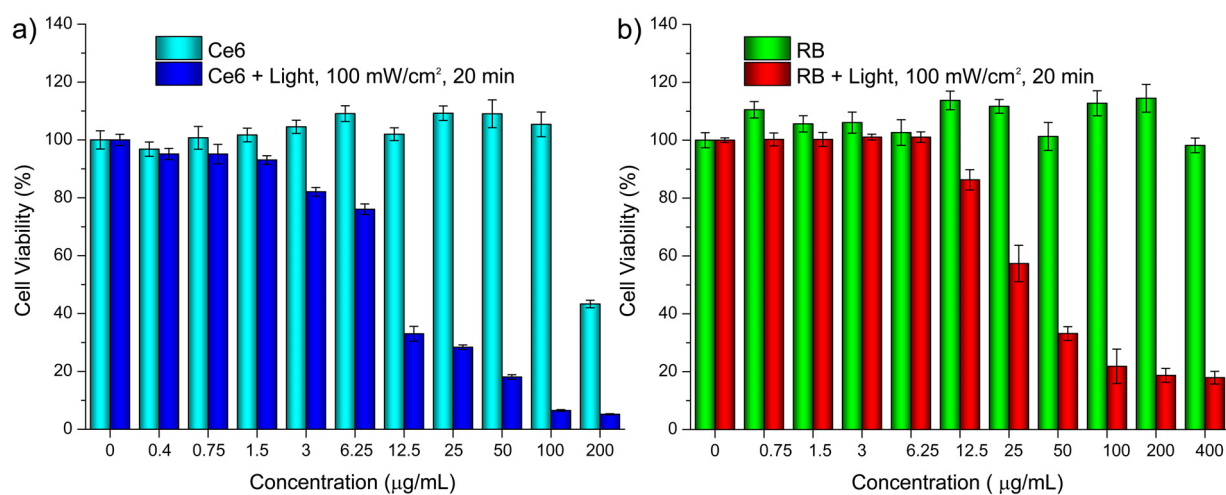 a)
Ce6
Ce6 + Light, 100 mW/cm², 20 min
Cell Viability (%)
140
120
100
80
60
40
20
0
0 0.4 0.75 1.5 3 6.25 12.5 25 50 100 200
Concentration (μg/mL)
b)
RB
RB + Light, 100 mW/cm², 20 min
Cell Viability (%)
140
120
100
80
60
40
20
0
0 0.75 1.5 3 6.25 12.5 25 50 100 200 400
Concentration ( μg/mL)